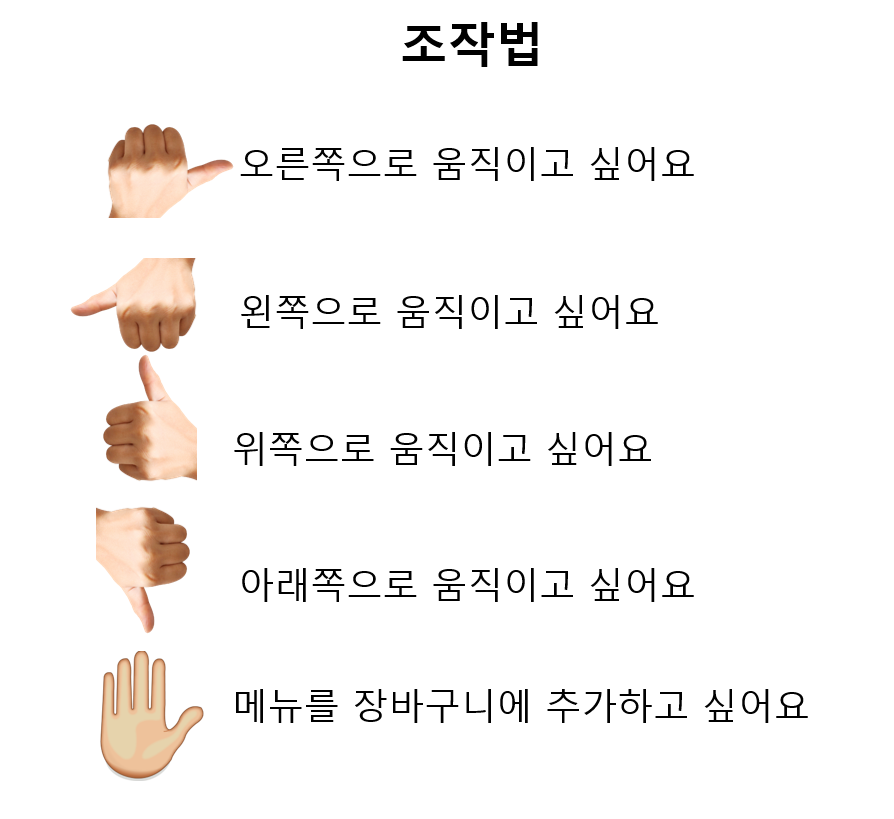 조작법
오른쪽으로 움직이고 싶어요
왼쪽으로 움직이고 싶어요
위쪽으로 움직이고 싶어요
아래쪽으로 움직이고 싶어요
메뉴를 장바구니에 추가하고 싶어요